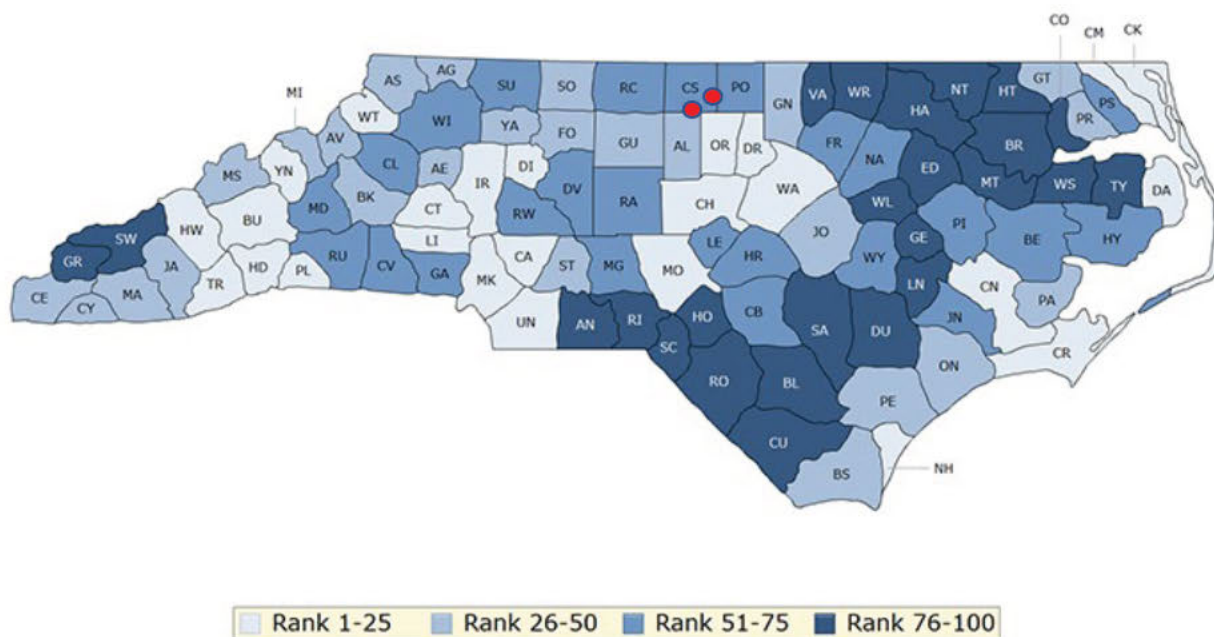 CO
CM
CK
MI
AS
AG
SU
SO
RC
CS
PO
GN
VA
WR
HA
NT
HT
GT
PS
PR
WT
WI
YA
FO
GU
AL
OR
DR
FR
NA
BR
AV
CL
AE
IR
DI
DV
RA
CH
WA
ED
MT
WS
TY
DA
MS
YN
MD
BK
CT
RW
WL
JO
PI
BE
HY
SW
HW
BU
LI
LE
HR
WY
GE
GR
JA
TR
HD
PL
RU
CV
GA
MK
CA
ST
MG
MO
LN
CN
PA
CE
CY
MA
UN
AN
RI
HO
CB
SA
DU
JN
CR
SC
RO
BL
ON
PE
CU
BS
NH
Rank 1-25 Rank 26-50 Rank 51-75 Rank 76-100